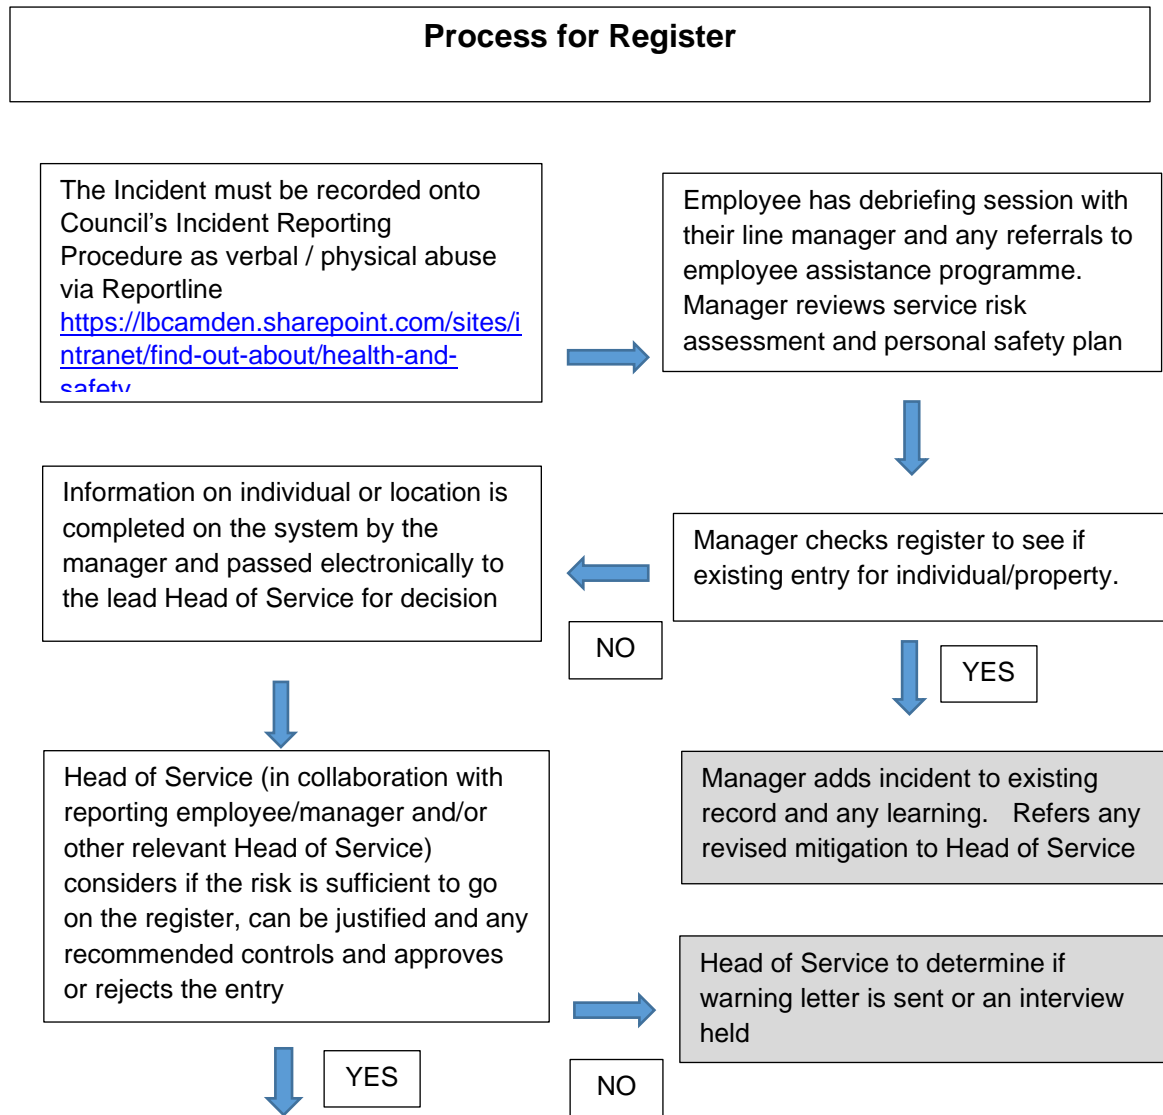 Process for Register
The Incident must be recorded onto
Council's Incident Reporting
Procedure as verbal / physical abuse
via Reportline
https://lbcamden.sharepoint.com/sites/i
ntranet/find-out-about/health-and-
safety
Employee has debriefing session with
their line manager and any referrals to
employee assistance programme.
Manager reviews service risk
assessment and personal safety plan
Manager checks register to see if
existing entry for individual/property.
NO
YES
Information on individual or location is
completed on the system by the
manager and passed electronically to
the lead Head of Service for decision
Manager adds incident to existing
record and any learning.   Refers any
revised mitigation to Head of Service
Head of Service (in collaboration with
reporting employee/manager and/or
other relevant Head of Service)
considers if the risk is sufficient to go
on the register, can be justified and any
recommended controls and approves
or rejects the entry
Head of Service to determine if
warning letter is sent or an interview
held
YES
NO